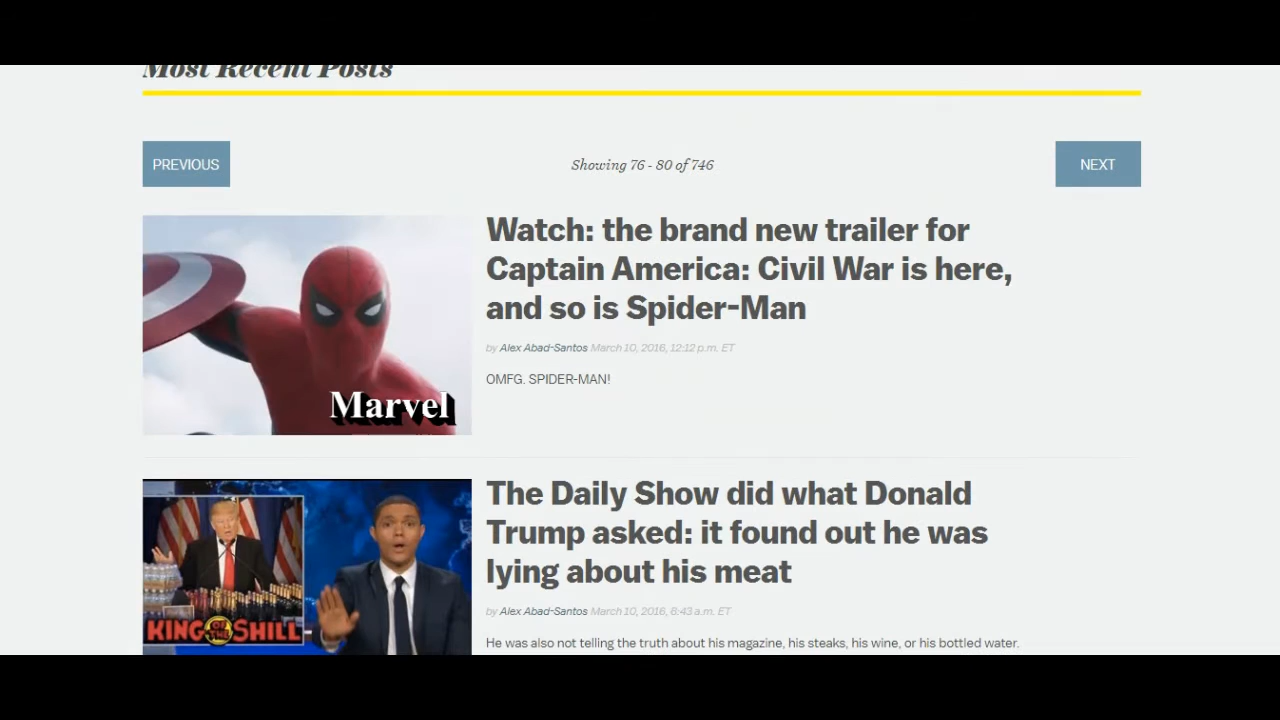 Most Recent Posts
PREVIOUS
Showing 76 - 80 of 746
NEXT
Watch: the brand new trailer for
Captain America: Civil War is here,
and so is Spider-Man
by Alex Abad-Santos March 10, 2016, 12:12 p.m. ET
OMFG. SPIDER-MAN!
Marvel
The Daily Show did what Donald
Trump asked: it found out he was
lying about his meat
by Alex Abad-Santos March 10, 2016, 6:43 a.m. ET
He was also not telling the truth about his magazine, his steaks, his wine, or his bottled water.
KING OF THE SHILL